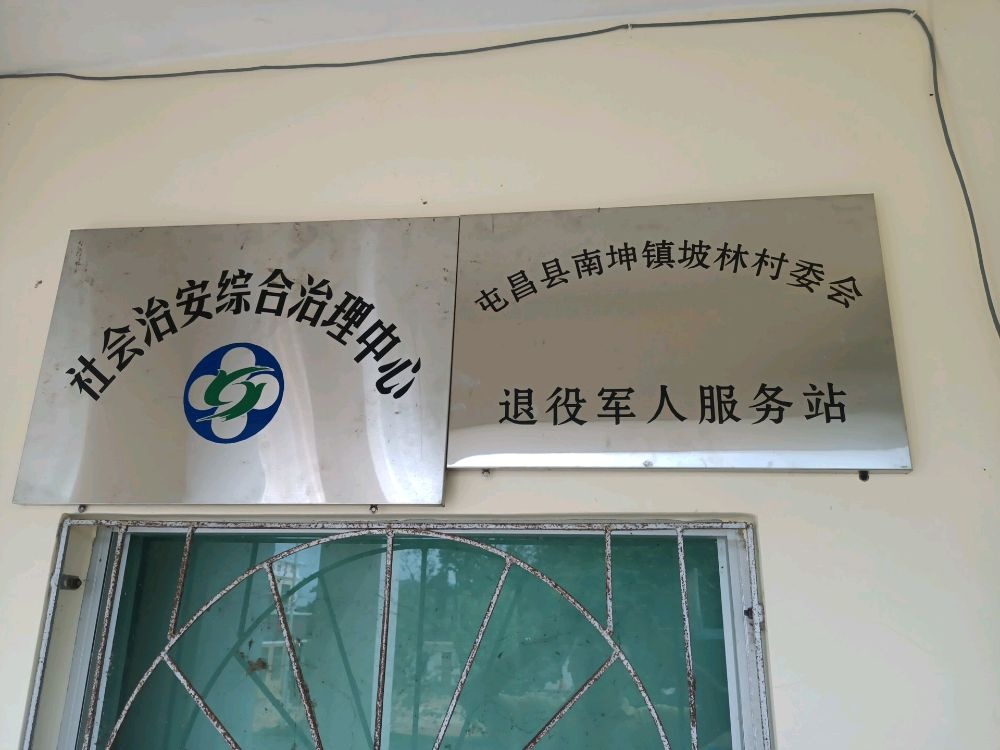 社会治安综合治理中心
屯昌县南坤镇坡林村委会
退役军人服务站